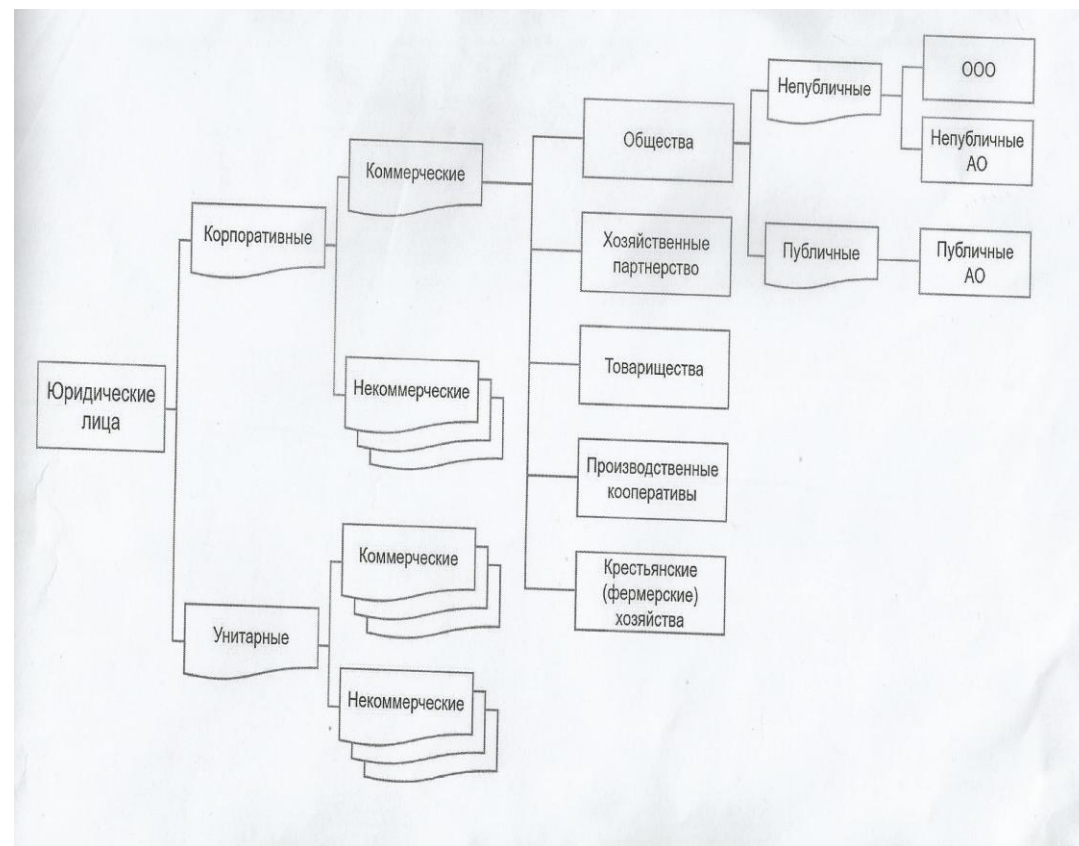 Юридические
лица
Корпоративные
Унитарные
Коммерческие
Некоммерческие
Коммерческие
Некоммерческие
Общества
Хозяйственные
партнерство
Товарищества
Производственные
кооперативы
Крестьянские
(фермерские)
хозяйства
Непубличные
Публичные
ООО
Непубличные
АО
Публичные
АО